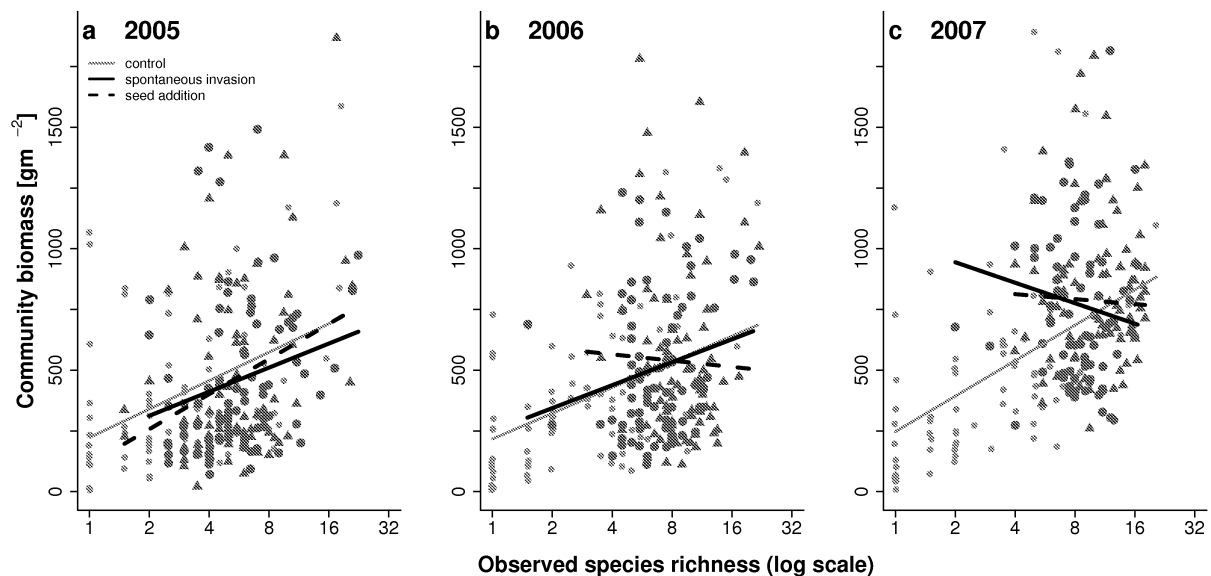 a 2005
control
spontaneous invasion
seed addition
b 2006
c 2007
Community biomass [gm −2]
0 500 1000 1500
0 500 1000 1500
0 500 1000 1500
1 2 4 8 16 32
1 2 4 8 16 32
1 2 4 8 16 32
Observed species richness (log scale)